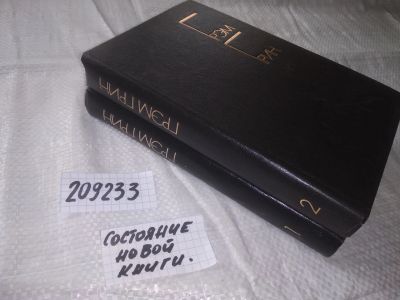 ГРЭМ
ГРИН
ГРЭМ ГРИН
2
ГРЭМ ГРИН
1
209233
СОСТОЯНИЕ
НОВОЙ
КНИГИ.